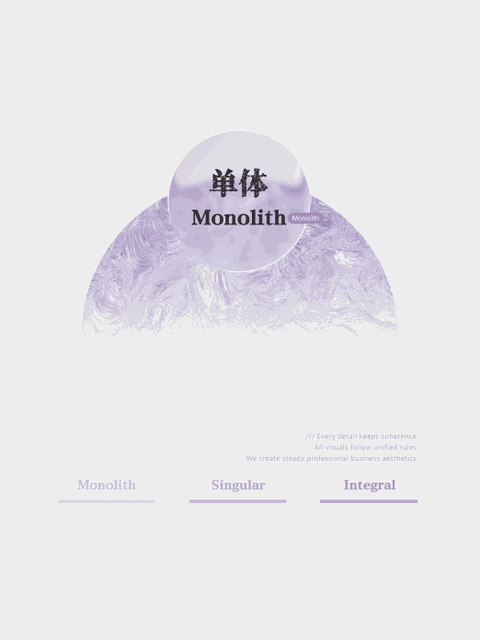 单体
Monolith
Monolith
/// Every detail keeps coherence.
All visuals follow unified rules.
We create steady professional business aesthetics.
Monolith
Singular
Integral